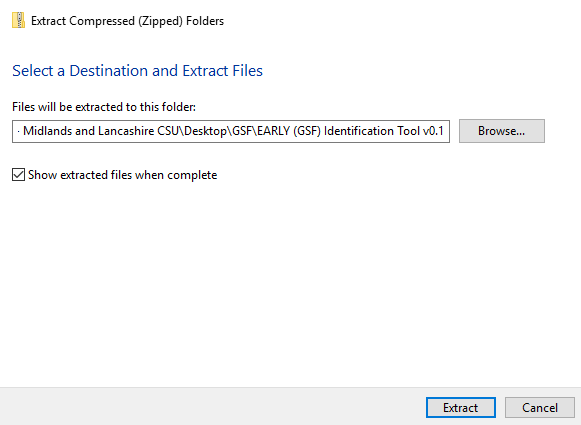 Extract Compressed (Zipped) Folders
Select a Destination and Extract Files
Files will be extracted to this folder:
· Midlands and Lancashire CSU\Desktop\GSF\EARLY (GSF) Identification Tool v0.1
Browse...
Show extracted files when complete
Extract
Cancel